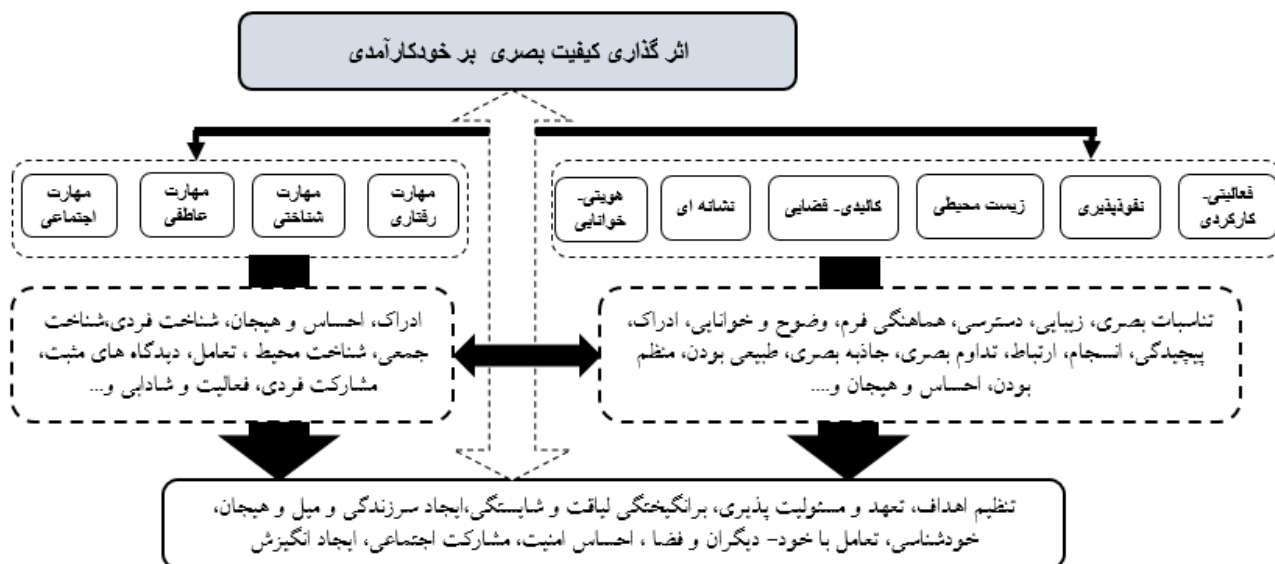 اثر گذاری کیفیت بصری بر خودکارآمدی
فعالیتی-
کارکردی
نفوذپذیری
زیست محیطی
کالبدی- فضایی
نشانه ای
هویتی-
خوانایی
مهارت
رفتاری
مهارت
شناختی
مهارت
عاطفی
مهارت
اجتماعی
تناسبات بصری، زیبایی، دسترسی، هماهنگی فرم، وضوح و خوانایی، ادراک،
پیچیدگی، انسجام، ارتباط، تداوم بصری، جاذبه بصری، طبیعی بودن، منظم
بودن، احساس و هیجان و....
ادراک، احساس و هیجان، شناخت فردی،شناخت
جمعی، شناخت محیط ، تعامل، دیدگاه های مثبت،
مشارکت فردی، فعالیت و شادابی و...
تنظیم اهداف، تعهد و مسئولیت پذیری، برانگیختگی لیاقت و شایستگی،ایجاد سرزندگی و میل و هیجان،
خودشناسی، تعامل با خود- دیگران و فضا ، احساس امنیت، مشارکت اجتماعی، ایجاد انگیزش